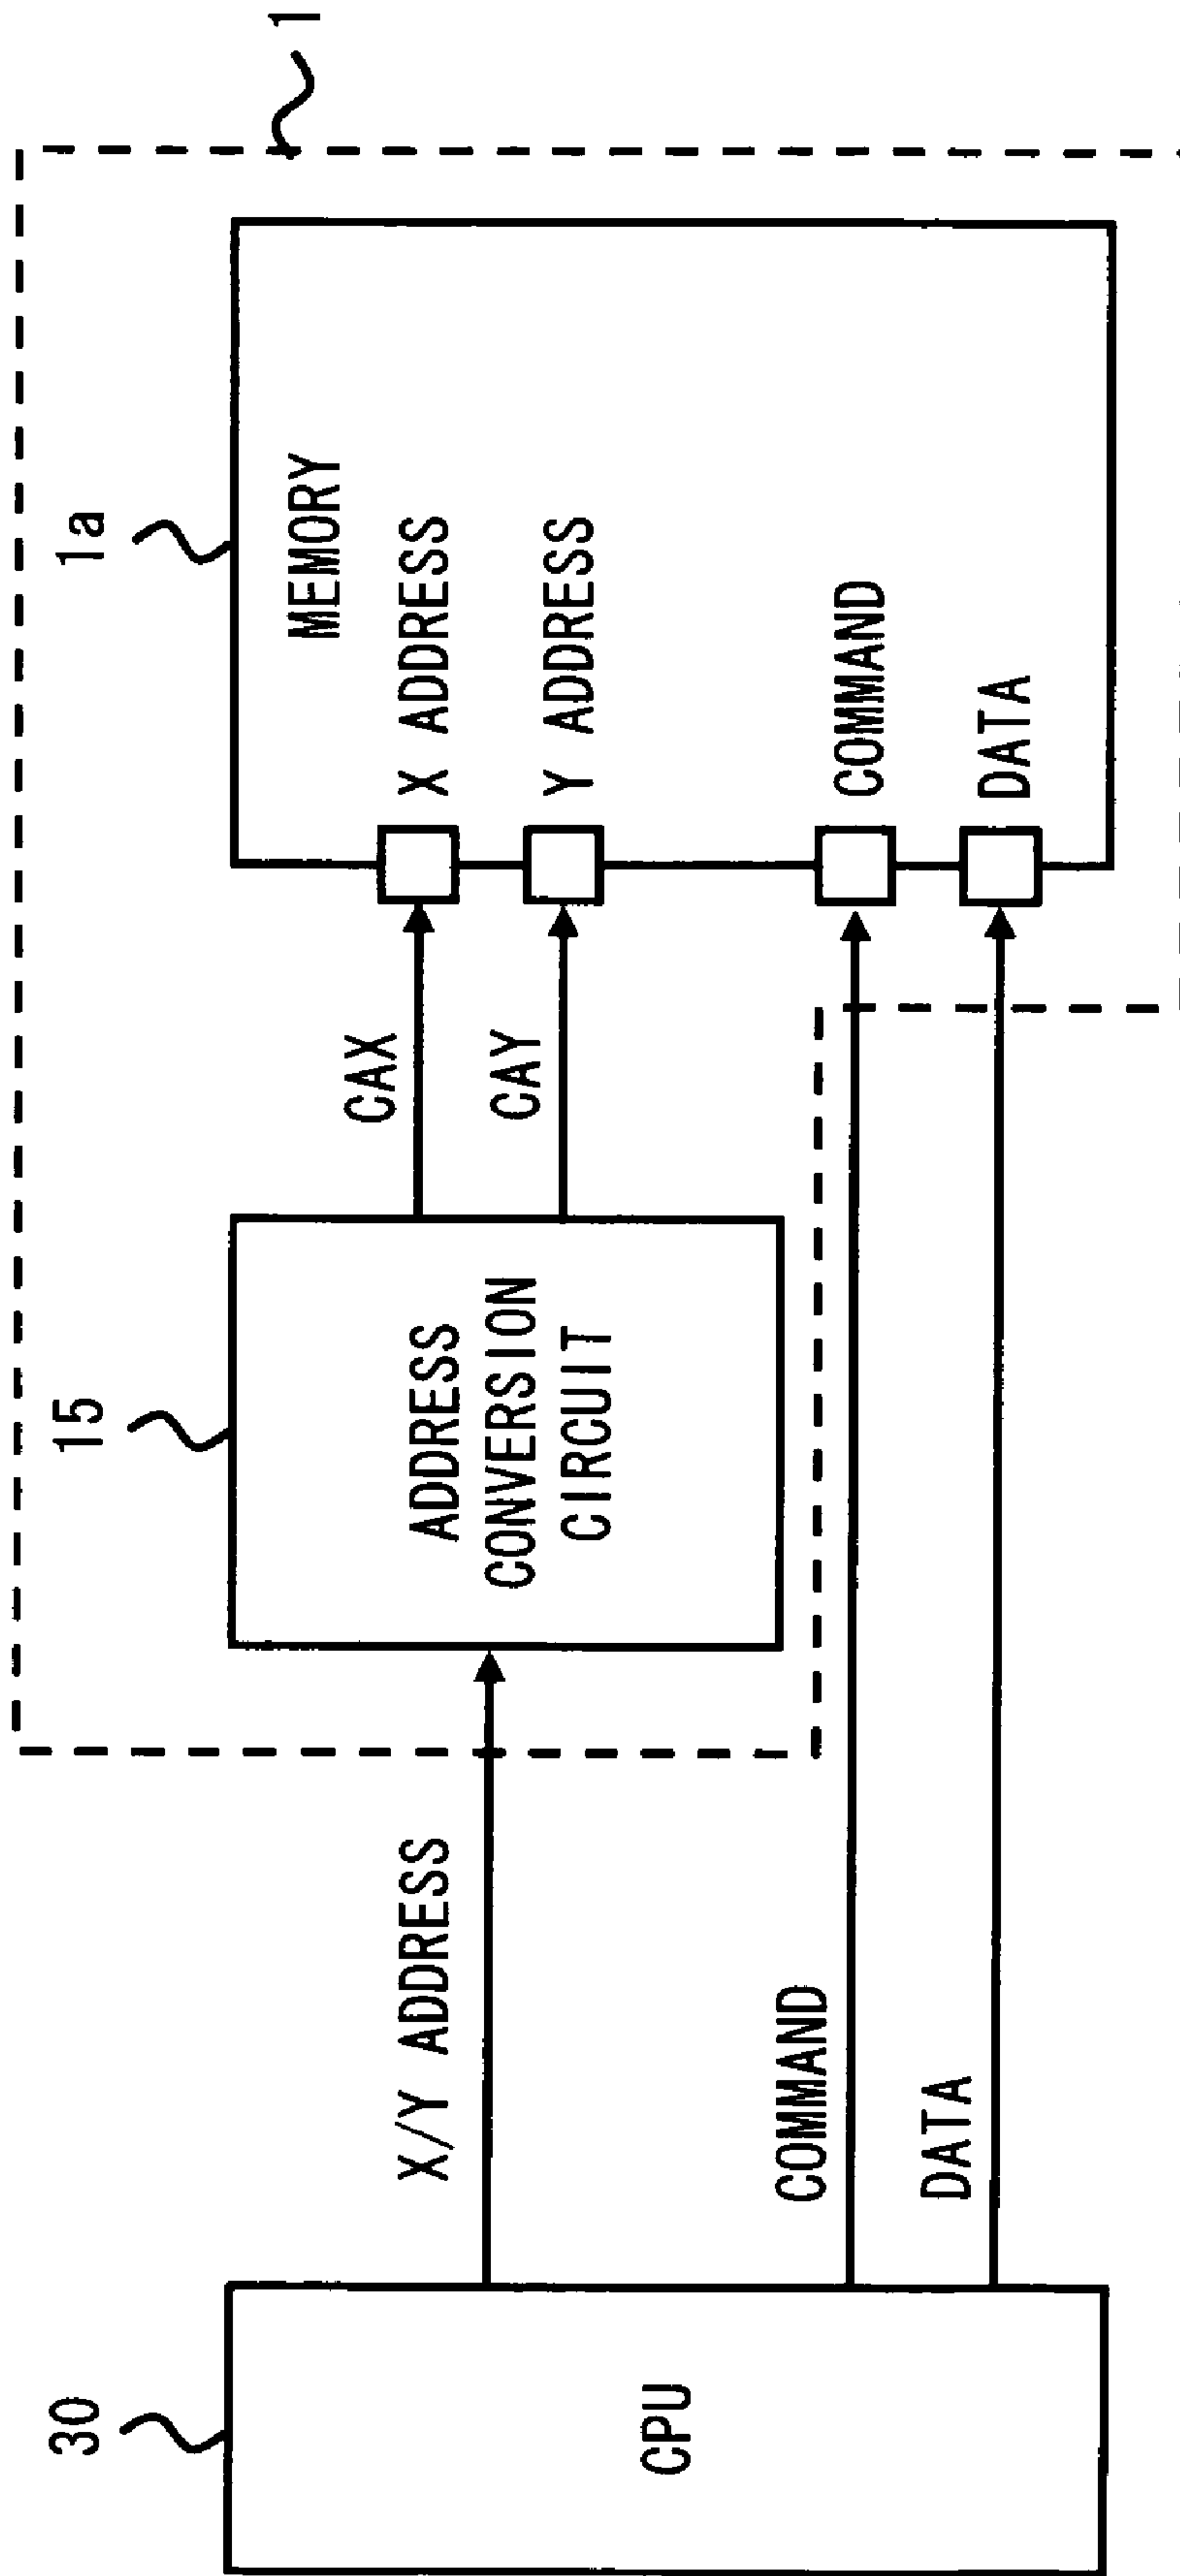 1
1a
MEMORY
X ADDRESS
Y ADDRESS
COMMAND
DATA
CAX
CAY
15
ADDRESS
CONVERSION
CIRCUIT
X/Y ADDRESS
COMMAND
DATA
30
CPU